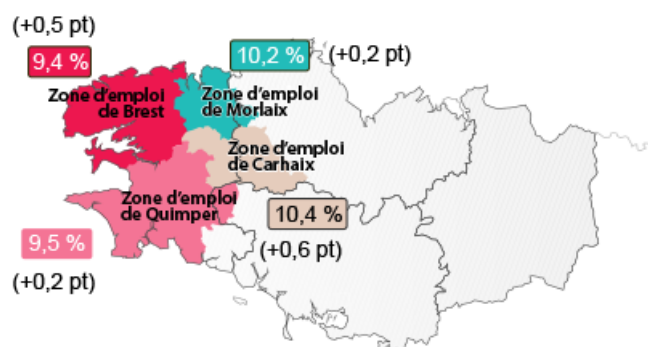 (+0,5 pt)
9,4 %
Zone d'emploi
de Brest
10,2 %
(+0,2 pt)
Zone d'emploi
de Morlaix
Zone d'emploi
de Carhaix
10,4 %
(+0,6 pt)
Zone d'emploi
de Quimper
9,5 %
(+0,2 pt)